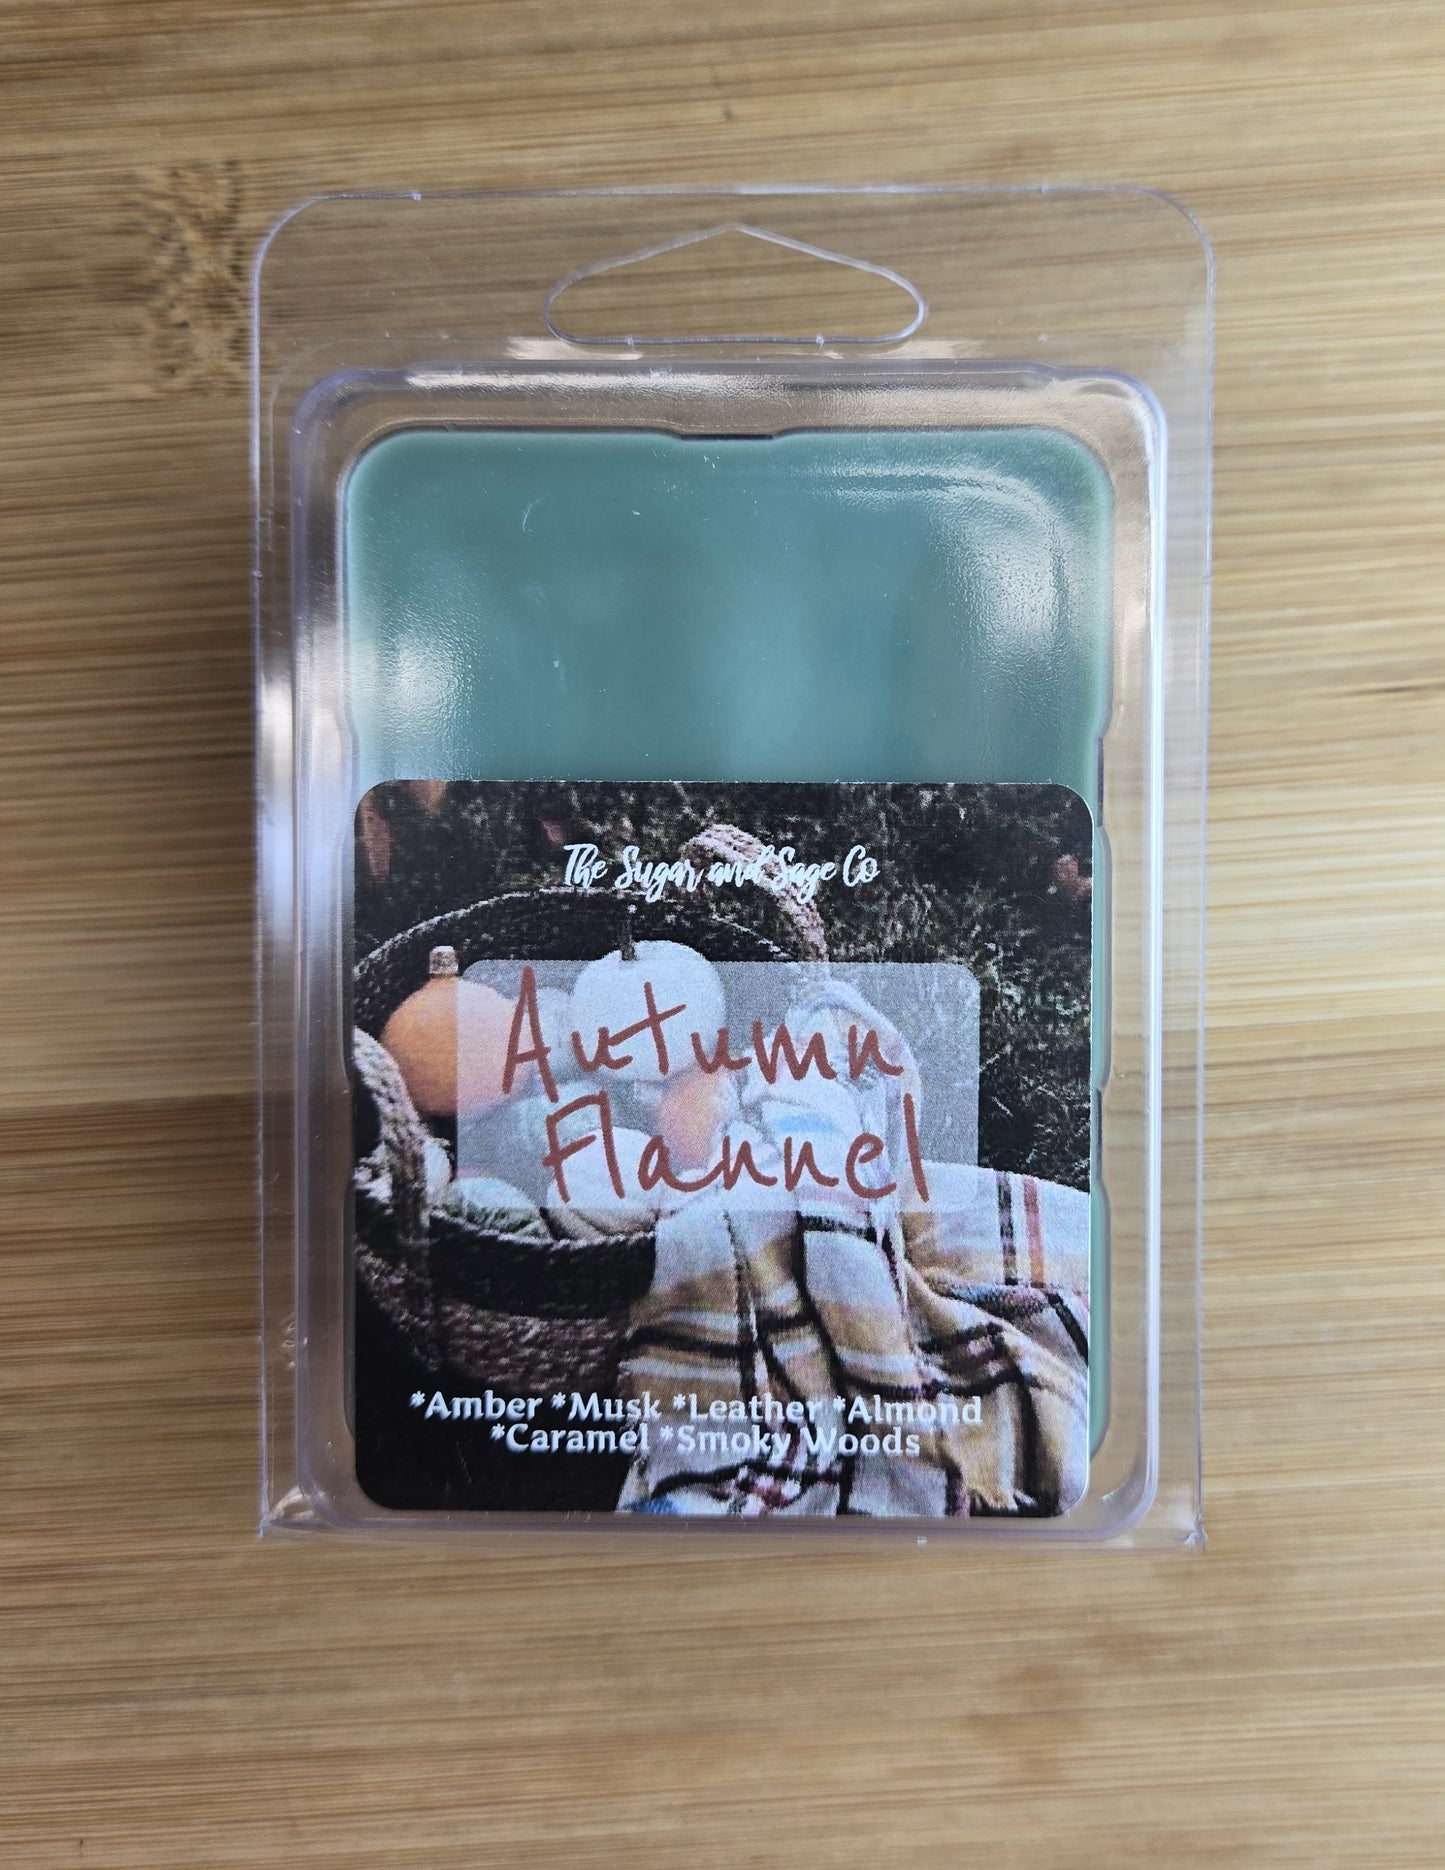 The Sugar and Sage Co
Autumn
Flannel
*Amber *Musk *Leather *Almond
*Caramel *Smoky Woods